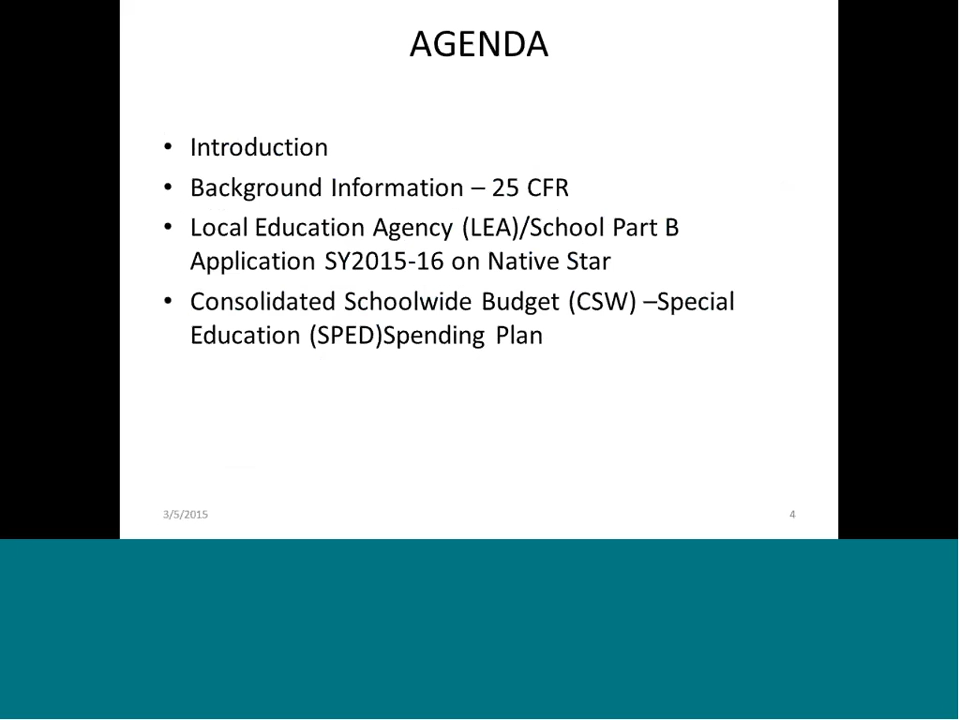 AGENDA
• Introduction
• Background Information – 25 CFR
• Local Education Agency (LEA)/School Part B
Application SY2015-16 on Native Star
• Consolidated Schoolwide Budget (CSW) –Special
Education (SPED)Spending Plan
3/5/2015
4